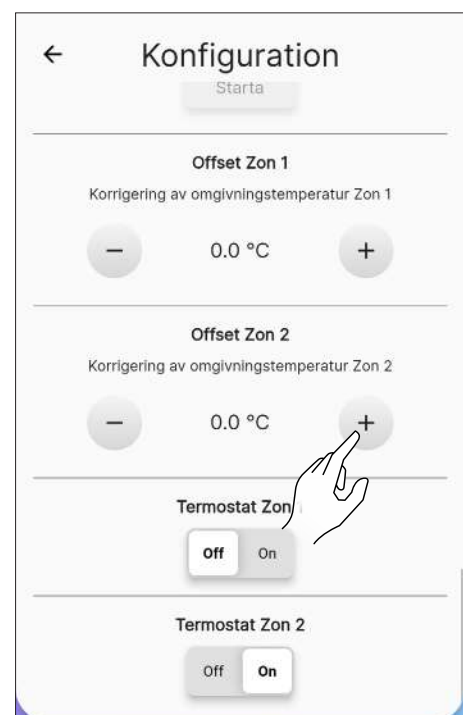 ← Konfiguration
Starta
Offset Zon 1
Korrigering av omgivningstemperatur Zon 1
− 0.0 °C +
Offset Zon 2
Korrigering av omgivningstemperatur Zon 2
− 0.0 °C +
Termostat Zon
Off On
Termostat Zon 2
Off On